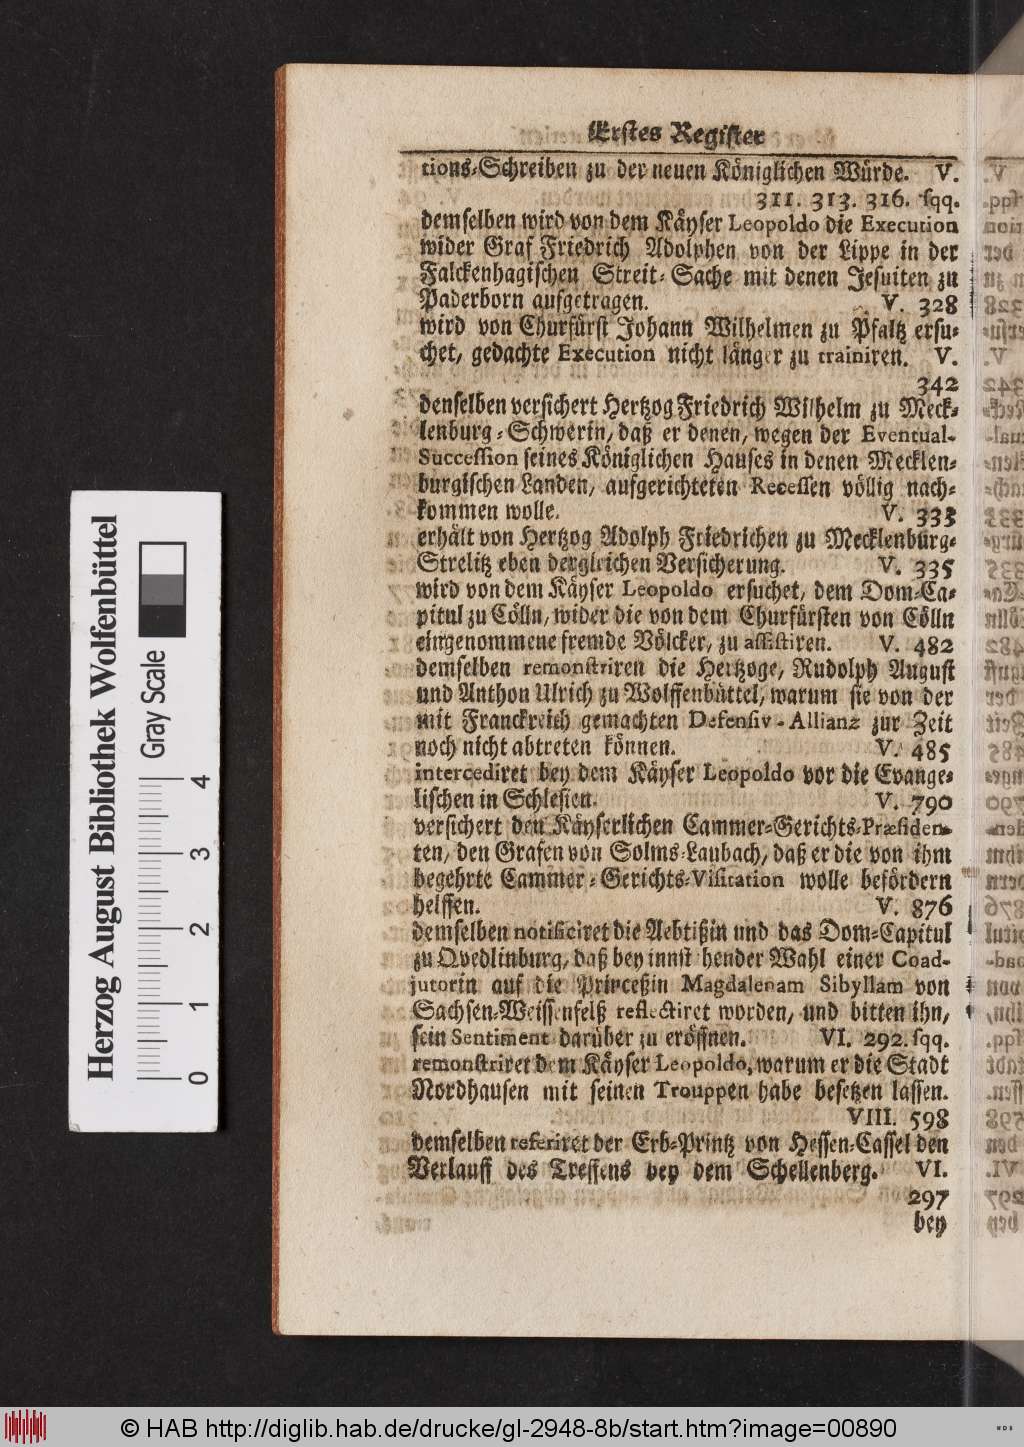 Erstes Register
tions-Schreiben zu der neuen Königlichen Würde. V.
311. 313. 316. sqq.
demselben wird von dem Käyser Leopoldo die Execution
wider Graf Friedrich Adolphen von der Lippe in der
Falckenhagischen Streit-Sache mit denen Jesuiten zu
Paderborn aufgetragen. V. 328
wird von Churfürst Johann Wilhelmen zu Pfaltz ersu-
chet, gedachte Execution nicht länger zu trainiren. V.
342
denselben versichert Hertzog Friedrich Wilhelm zu Meck-
lenburg-Schwerin, daß er denen, wegen der Eventual-
Succession seines Königlichen Hauses in denen Mecklen-
burgischen Landen, aufgerichteten Recessen völlig nach-
kommen wolle. V. 333
erhält von Hertzog Adolph Friedrichen zu Mecklenburg-
Strelitz eben dergleichen Versicherung. V. 335
wird von dem Käyser Leopoldo ersuchet, dem Dom-Ca-
pitul zu Cölln, wider die von dem Churfürsten von Cölln
eingenommene fremde Völcker, zu assistiren. V. 482
demselben remonstriren die Hertzoge, Rudolph August
und Anthon Ulrich zu Wolffenbüttel, warum sie von der
mit Franckreich gemachten Defensiv-Allianz zur Zeit
noch nicht abtreten können. V. 485
intercediret bey dem Käyser Leopoldo vor die Evange-
lischen in Schlesien. V. 790
versichert den Käyserlichen Cammer-Gerichts-Præsiden-
ten, den Grafen von Solms-Laubach, daß er die von ihm
begehrte Cammer-Gerichts-Visitation wolle befördern
helffen. V. 876
demselben notificiret die Aebtißin und das Dom-Capitul
zu Qvedlinburg, daß bey innstehender Wahl einer Coad-
jutorin auf die Princeßin Magdalenam Sibyllam von
Sachsen-Weissenfelß reflectiret worden, und bitten ihn,
sein Sentiment darüber zu eröffnen. VI. 292. sqq.
remonstriret dem Käyser Leopoldo, warum er die Stadt
Nordhausen mit seinen Trouppen habe besetzen lassen.
VIII. 598
demselben referiret der Erb-Printz von Hessen-Cassel den
Verlauff des Treffens bey dem Schellenberg. VI.
297
bey
Herzog August Bibliothek Wolfenbüttel
Gray Scale
0 1 2 3 4
© HAB http://diglib.hab.de/drucke/gl-2948-8b/start.htm?image=00890